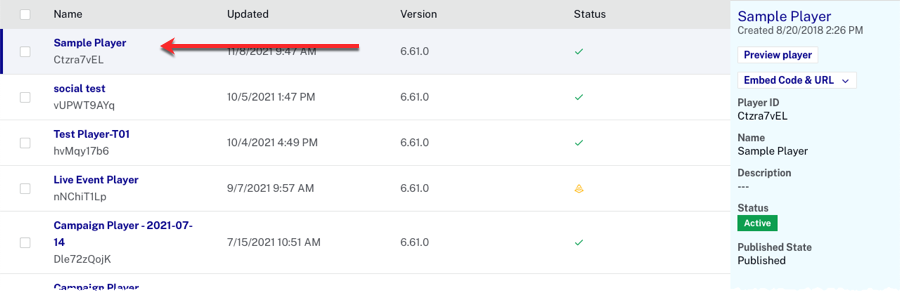 Name Updated Version Status
Sample Player
Ctzra7vEL
11/8/2021 9:47 AM 6.61.0
social test
vUPWT9AYq
10/5/2021 1:47 PM 6.61.0
Test Player-T01
hvMqy17b6
10/4/2021 4:49 PM 6.61.0
Live Event Player
nNChiT1Lp
9/7/2021 9:57 AM 6.61.0
Campaign Player - 2021-07-
14
Dle72zQojK
7/15/2021 10:51 AM 6.61.0
Campaign Player
Sample Player
Created 8/20/2018 2:26 PM
Preview player
Embed Code & URL
Player ID
Ctzra7vEL
Name
Sample Player
Description
---
Status
Active
Published State
Published